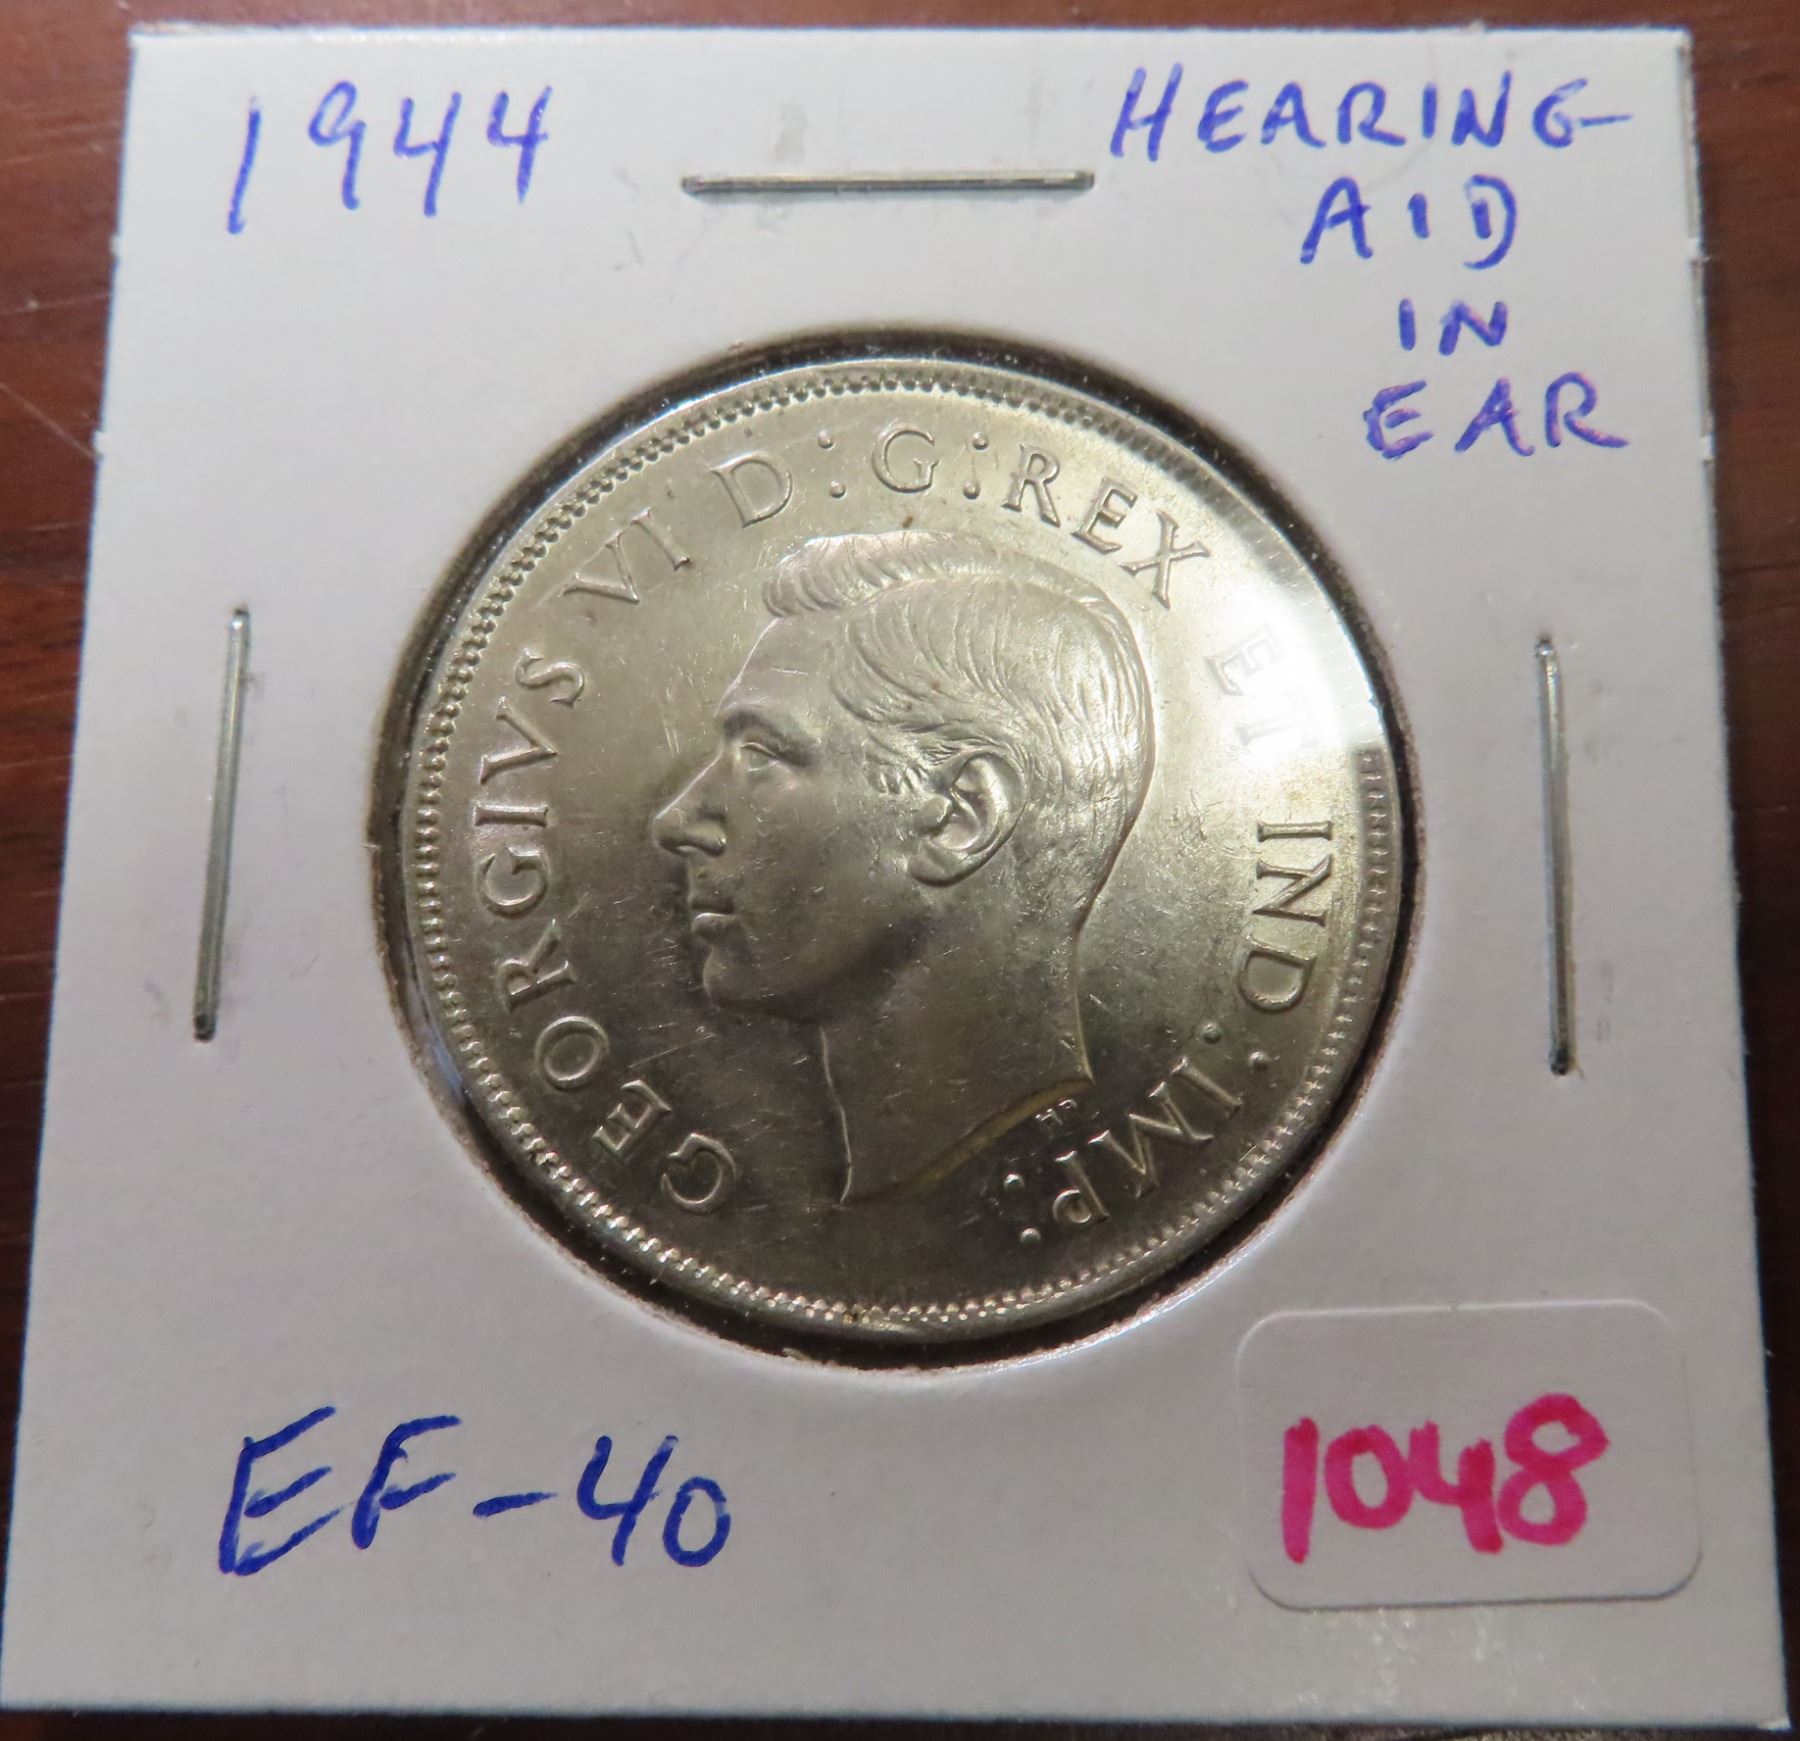 1944
HEARING-
AID
IN
EAR
GEORGIVS VI D:G:REX ET IND:IMP:
HP
EF-40
1048